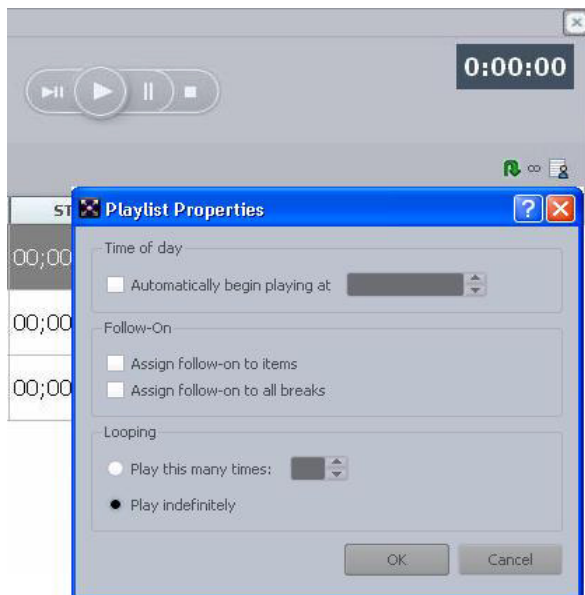 0:00:00
ST
Playlist Properties
00;00
Time of day
Automatically begin playing at
00;00
Follow-On
Assign follow-on to items
00;00
Assign follow-on to all breaks
Looping
Play this many times:
Play indefinitely
OK Cancel